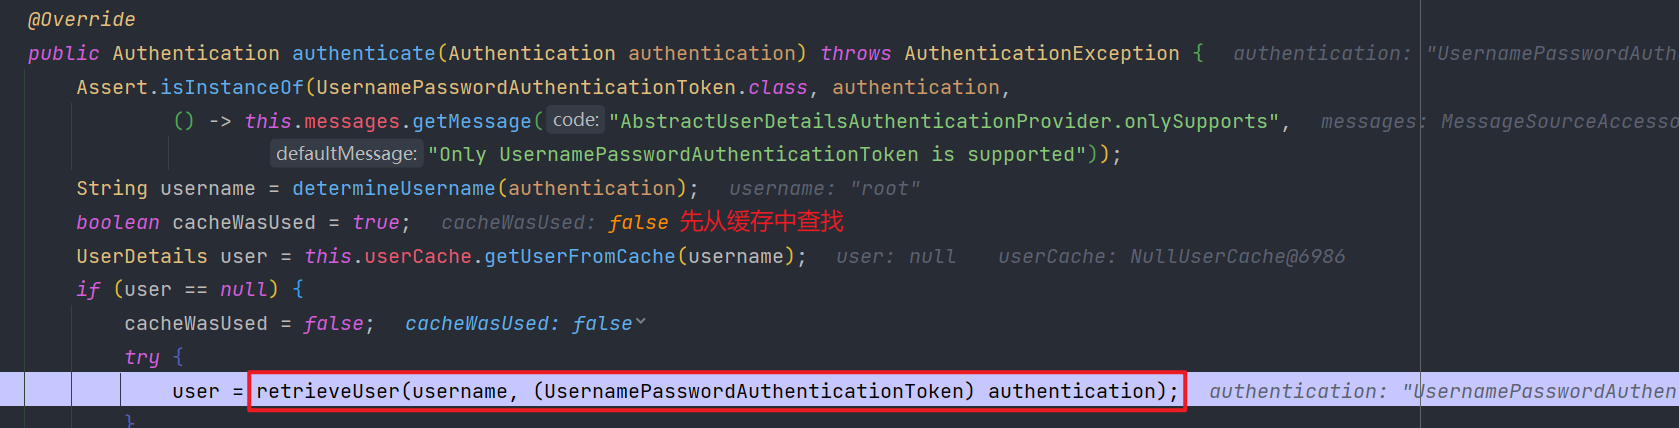 @Override
public Authentication authenticate(Authentication authentication) throws AuthenticationException {   authentication: "UsernamePasswordAuth
Assert.isInstanceOf(UsernamePasswordAuthenticationToken.class, authentication,
() -> this.messages.getMessage( code: "AbstractUserDetailsAuthenticationProvider.onlySupports",   messages: MessageSourceAccesso
defaultMessage: "Only UsernamePasswordAuthenticationToken is supported"));
String username = determineUsername(authentication);   username: "root"
boolean cacheWasUsed = true;   cacheWasUsed: false 先从缓存中查找
UserDetails user = this.userCache.getUserFromCache(username);   user: null   userCache: NullUserCache@6986
if (user == null) {
cacheWasUsed = false;   cacheWasUsed: false
try {
user = retrieveUser(username, (UsernamePasswordAuthenticationToken) authentication);   authentication: "UsernamePasswordAuthen
}